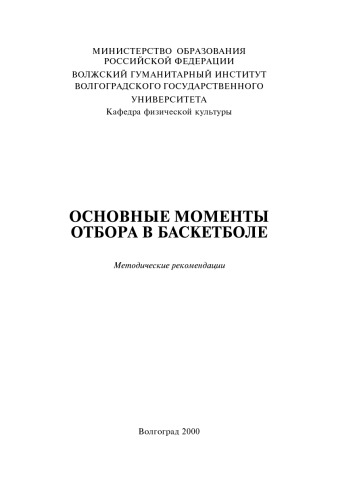 МИНИСТЕРСТВО ОБРАЗОВАНИЯ
РОССИЙСКОЙ ФЕДЕРАЦИИ
ВОЛЖСКИЙ ГУМАНИТАРНЫЙ ИНСТИТУТ
ВОЛГОГРАДСКОГО ГОСУДАРСТВЕННОГО
УНИВЕРСИТЕТА
Кафедра физической культуры
ОСНОВНЫЕ МОМЕНТЫ
ОТБОРА В БАСКЕТБОЛЕ
Методические рекомендации
Волгоград 2000